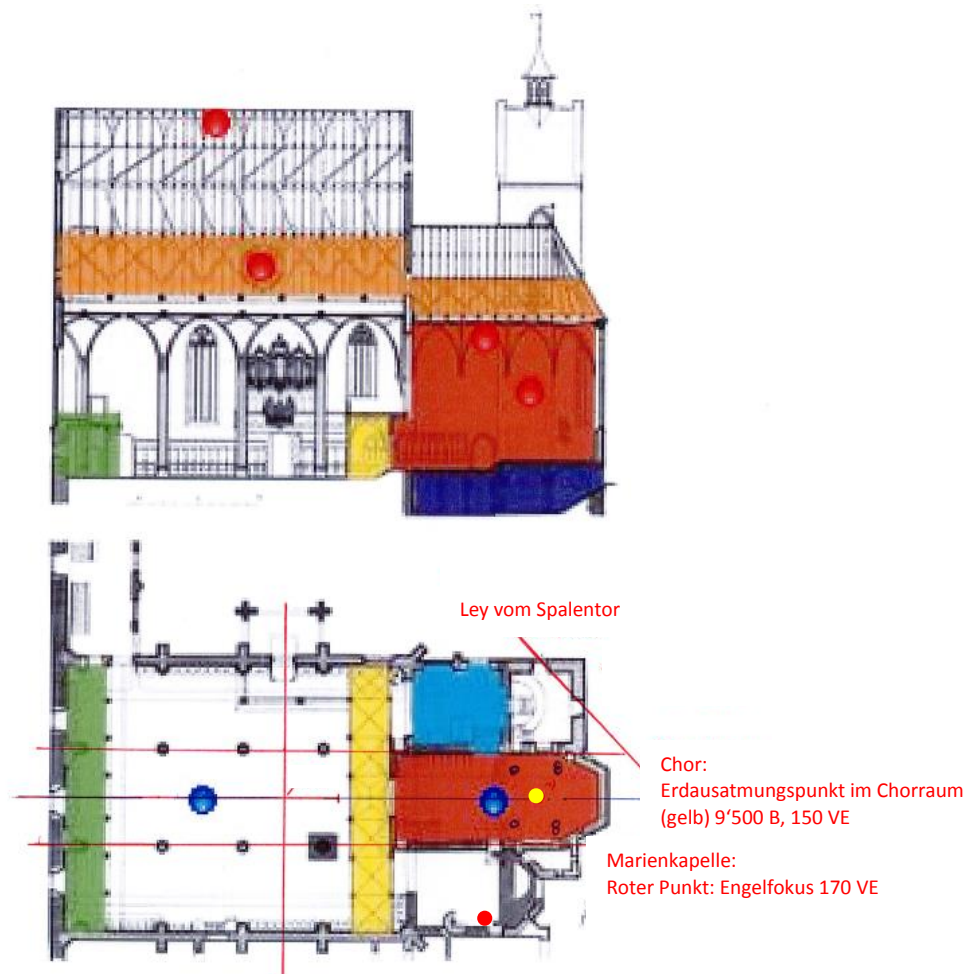 Ley vom Spalentor
Chor:
Erdausatmungspunkt im Chorraum
(gelb) 9‘500 B, 150 VE
Marienkapelle:
Roter Punkt: Engelfokus 170 VE